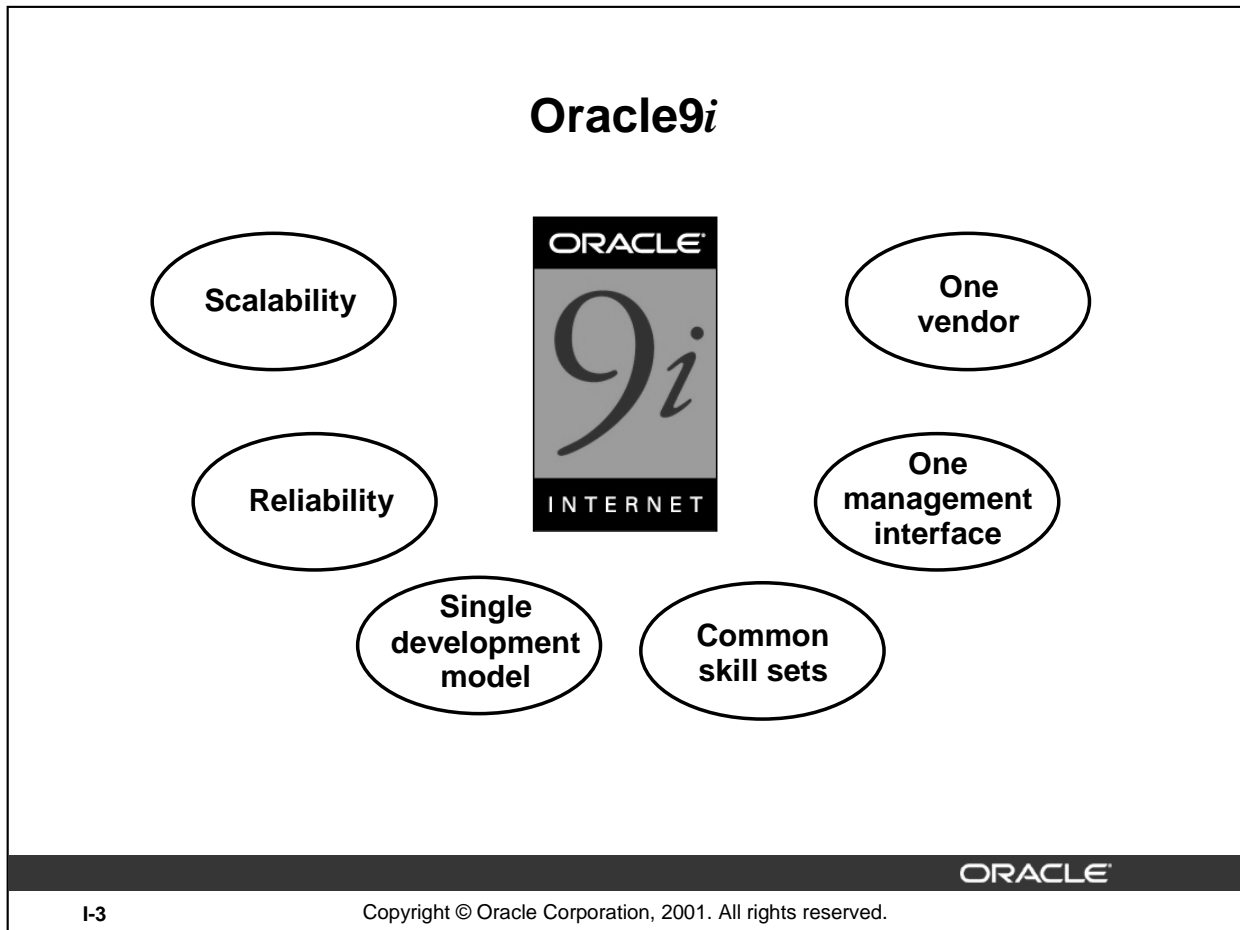 Oracle9i
ORACLE®
9i
INTERNET
Scalability
One
vendor
Reliability
One
management
interface
Single
development
model
Common
skill sets
ORACLE®
I-3
Copyright © Oracle Corporation, 2001. All rights reserved.